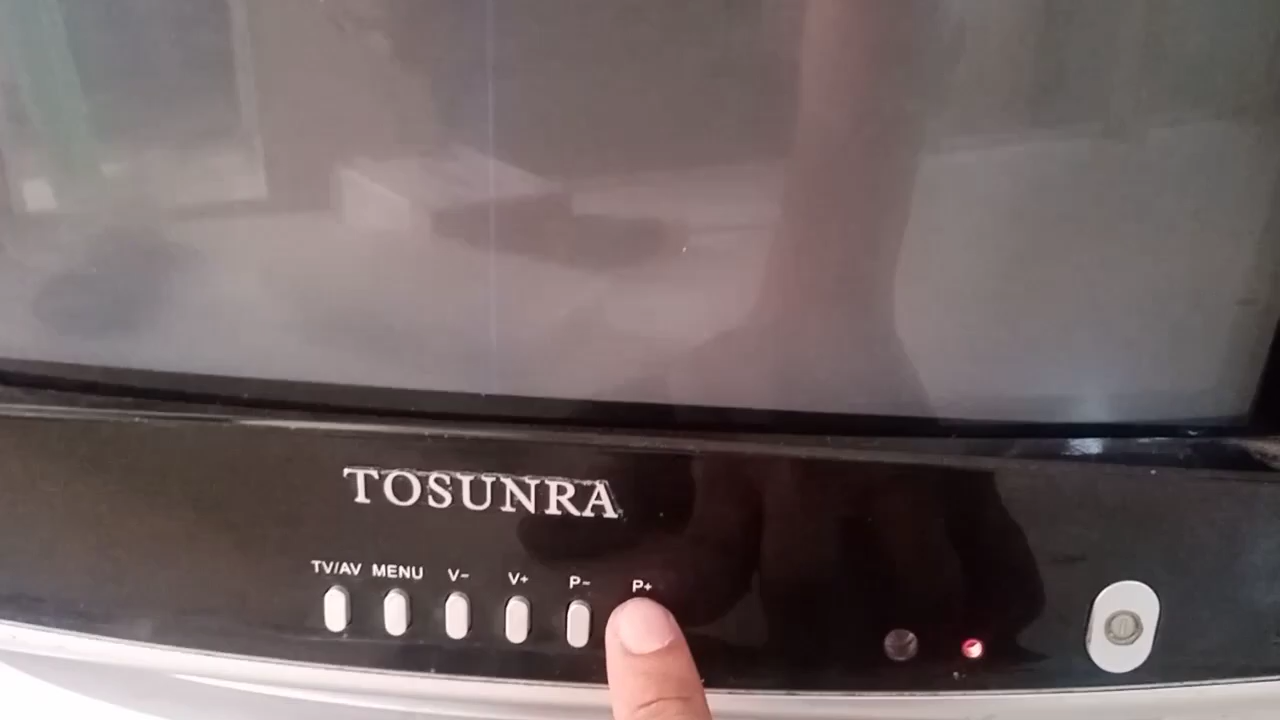 TOSUNRA
TV/AV MENU V- V+ P- P+